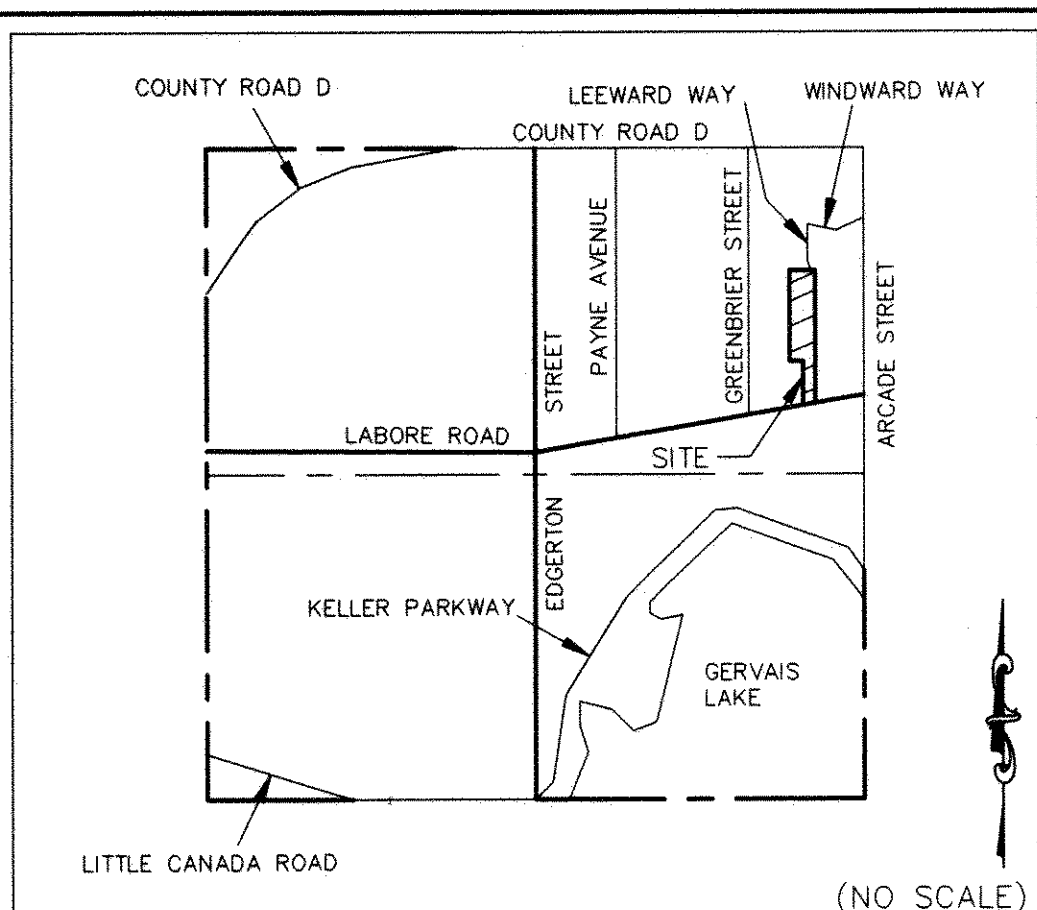 COUNTY ROAD D
LEEWARD WAY
WINDWARD WAY
COUNTY ROAD D
STREET
PAYNE AVENUE
GREENBRIER STREET
ARCADE STREET
LABORE ROAD
SITE
EDGERTON
KELLER PARKWAY
GERVAIS
LAKE
LITTLE CANADA ROAD
(NO SCALE)